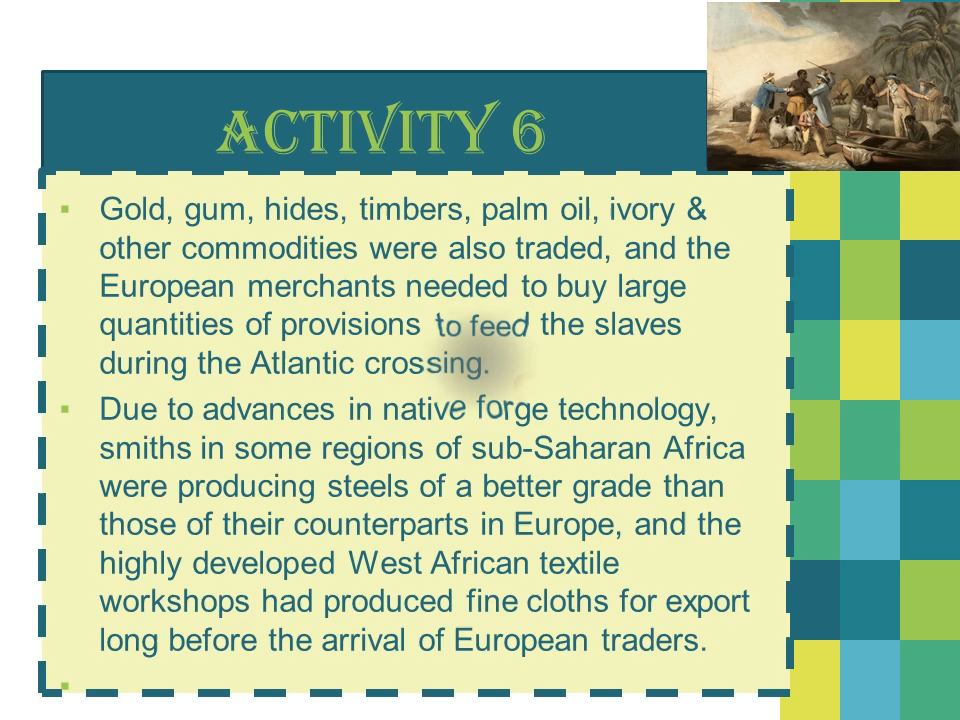 ACTIVITY 6
▪ Gold, gum, hides, timbers, palm oil, ivory &
other commodities were also traded, and the
European merchants needed to buy large
quantities of provisions to feed the slaves
during the Atlantic crossing.
▪ Due to advances in native forge technology,
smiths in some regions of sub-Saharan Africa
were producing steels of a better grade than
those of their counterparts in Europe, and the
highly developed West African textile
workshops had produced fine cloths for export
long before the arrival of European traders.
▪